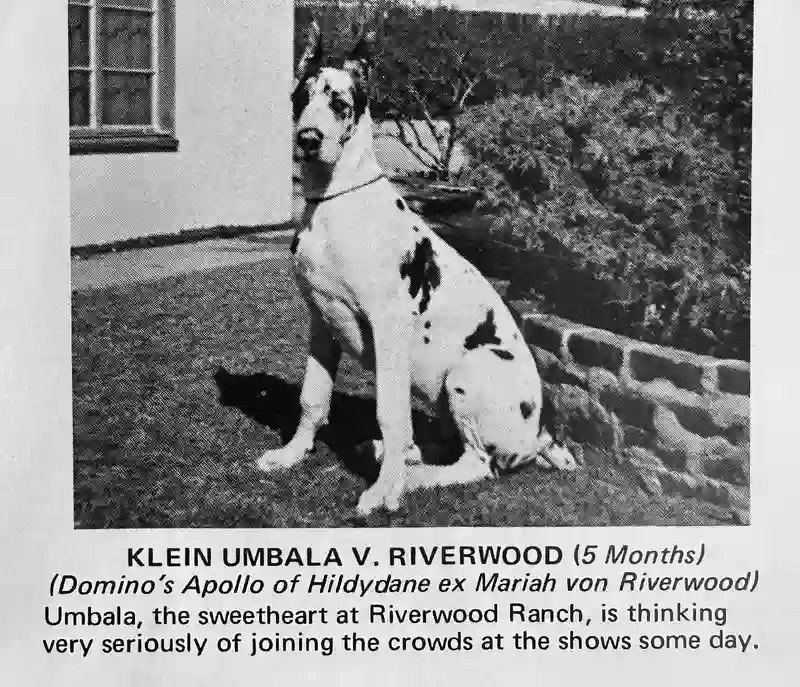 KLEIN UMBALA V. RIVERWOOD (5 Months)
(Domino's Apollo of Hildydane ex Mariah von Riverwood)
Umbala, the sweetheart at Riverwood Ranch, is thinking
very seriously of joining the crowds at the shows some day.